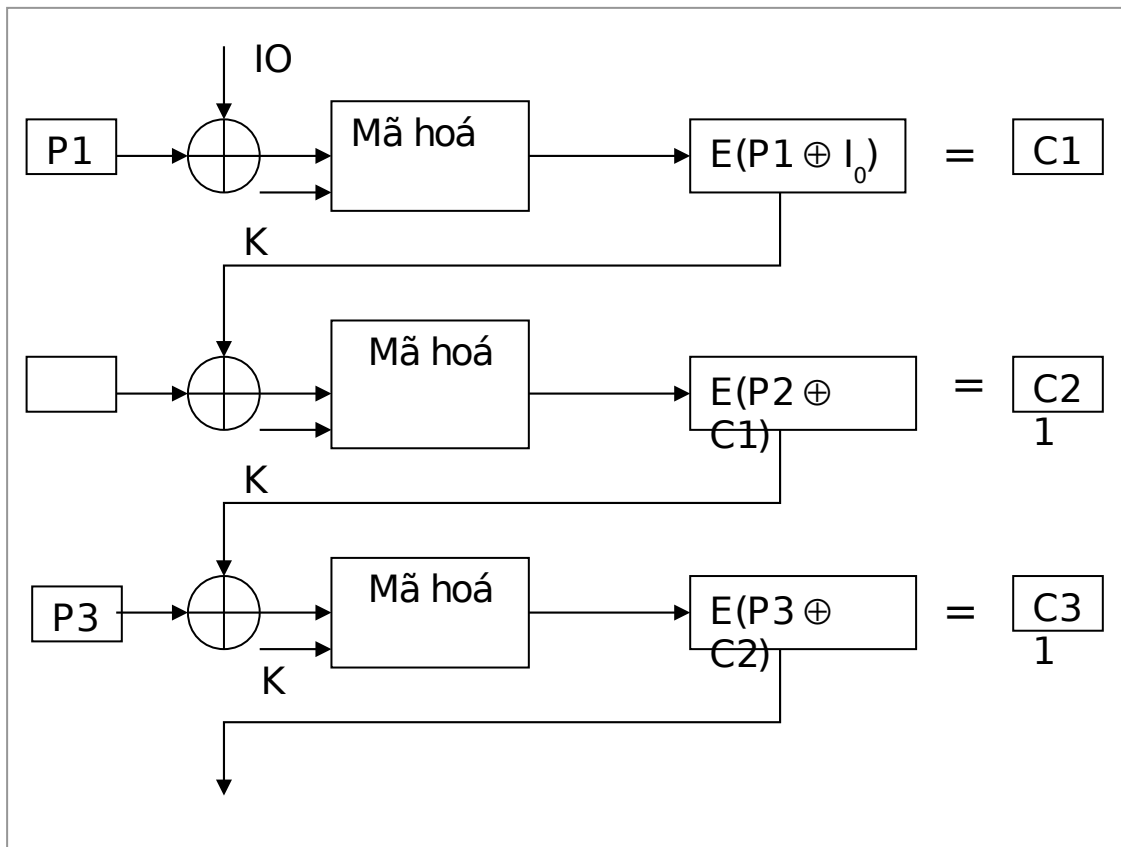 IO
P1
Mã hoá
E(P1 ⊕ I₀)
=
C1
K
Mã hoá
E(P2 ⊕
C1)
=
C2
1
K
P3
Mã hoá
E(P3 ⊕
C2)
=
C3
1
K